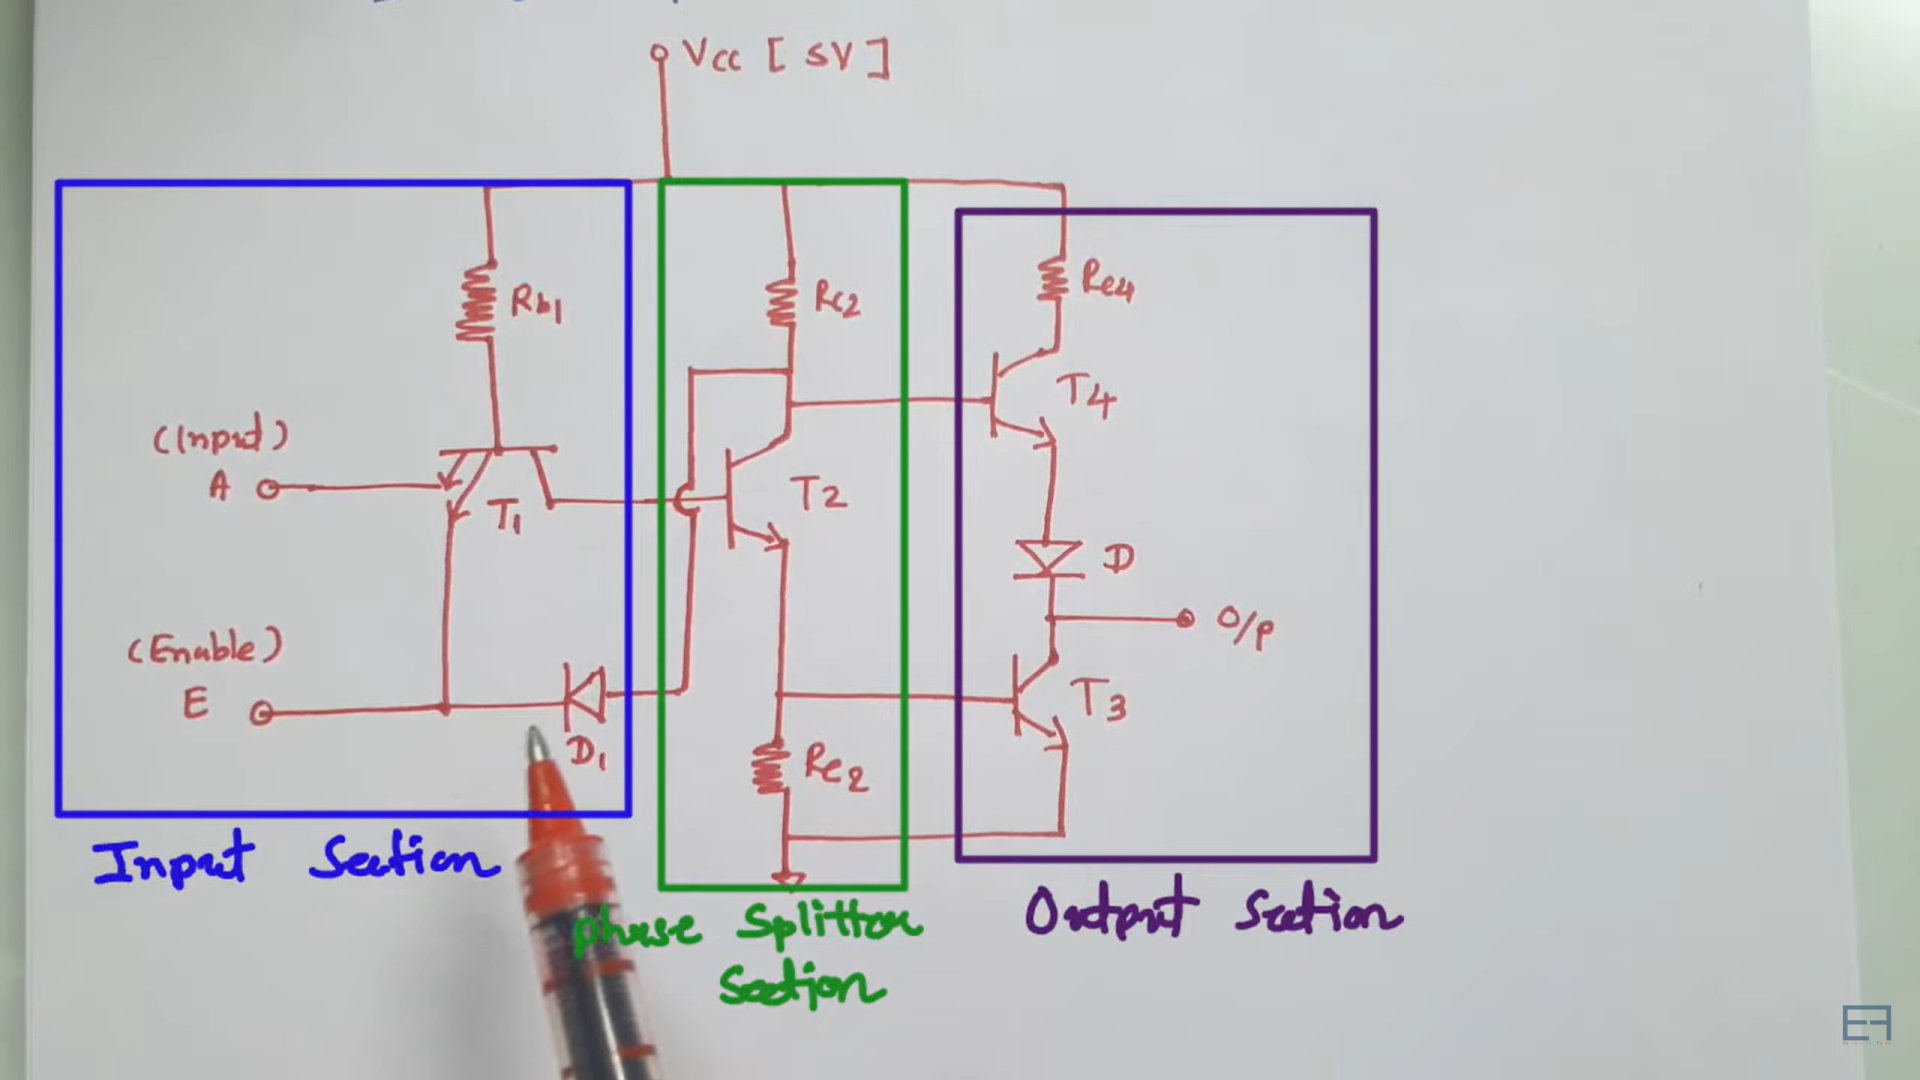 Vcc [ 5V ]
Rb1
Rc2
Rc4
(Input)
A
T1
T2
T4
D
O/p
(Enable)
E
D1
T3
Re2
Input Section
Phase Splitter
Section
Output Section
EF